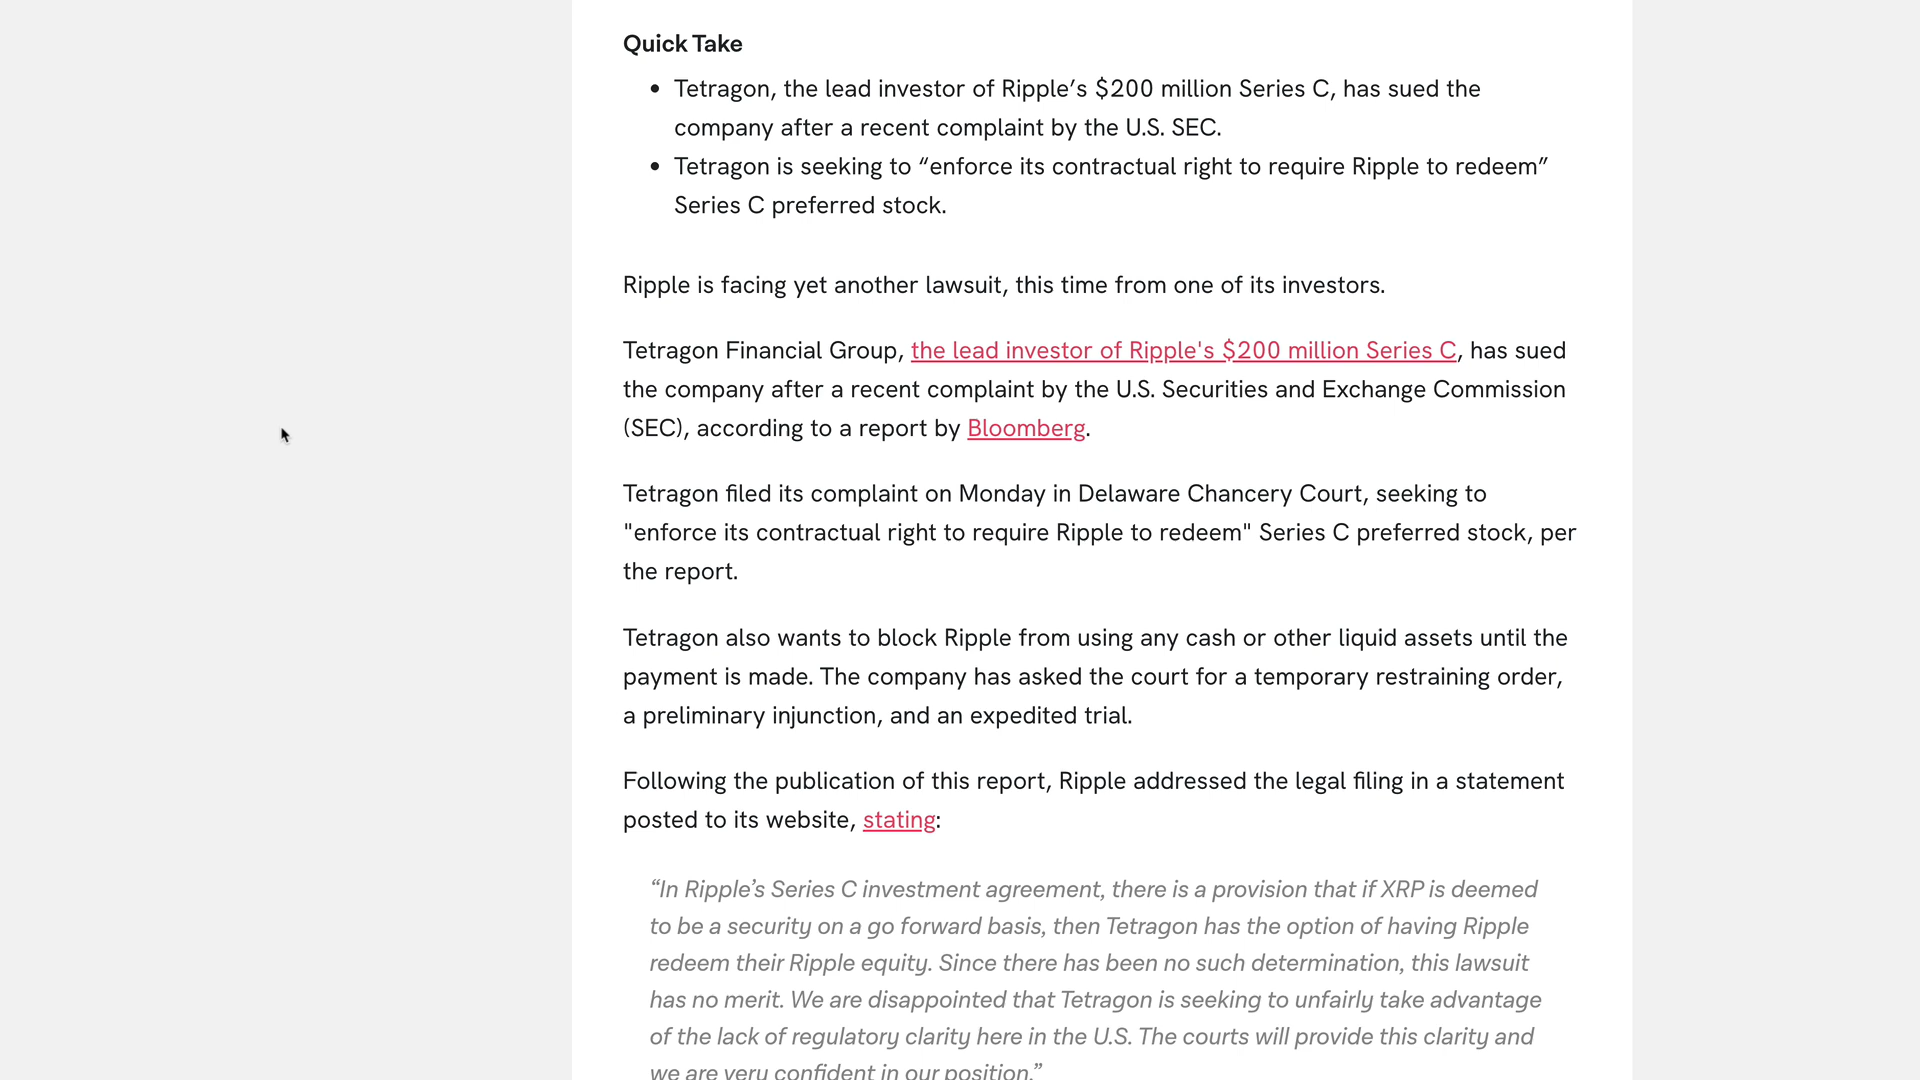 Quick Take
• Tetragon, the lead investor of Ripple’s $200 million Series C, has sued the
company after a recent complaint by the U.S. SEC.
• Tetragon is seeking to “enforce its contractual right to require Ripple to redeem”
Series C preferred stock.
Ripple is facing yet another lawsuit, this time from one of its investors.
Tetragon Financial Group, the lead investor of Ripple's $200 million Series C, has sued
the company after a recent complaint by the U.S. Securities and Exchange Commission
(SEC), according to a report by Bloomberg.
Tetragon filed its complaint on Monday in Delaware Chancery Court, seeking to
"enforce its contractual right to require Ripple to redeem" Series C preferred stock, per
the report.
Tetragon also wants to block Ripple from using any cash or other liquid assets until the
payment is made. The company has asked the court for a temporary restraining order,
a preliminary injunction, and an expedited trial.
Following the publication of this report, Ripple addressed the legal filing in a statement
posted to its website, stating:
“In Ripple’s Series C investment agreement, there is a provision that if XRP is deemed
to be a security on a go forward basis, then Tetragon has the option of having Ripple
redeem their Ripple equity. Since there has been no such determination, this lawsuit
has no merit. We are disappointed that Tetragon is seeking to unfairly take advantage
of the lack of regulatory clarity here in the U.S. The courts will provide this clarity and
we are very confident in our position.”